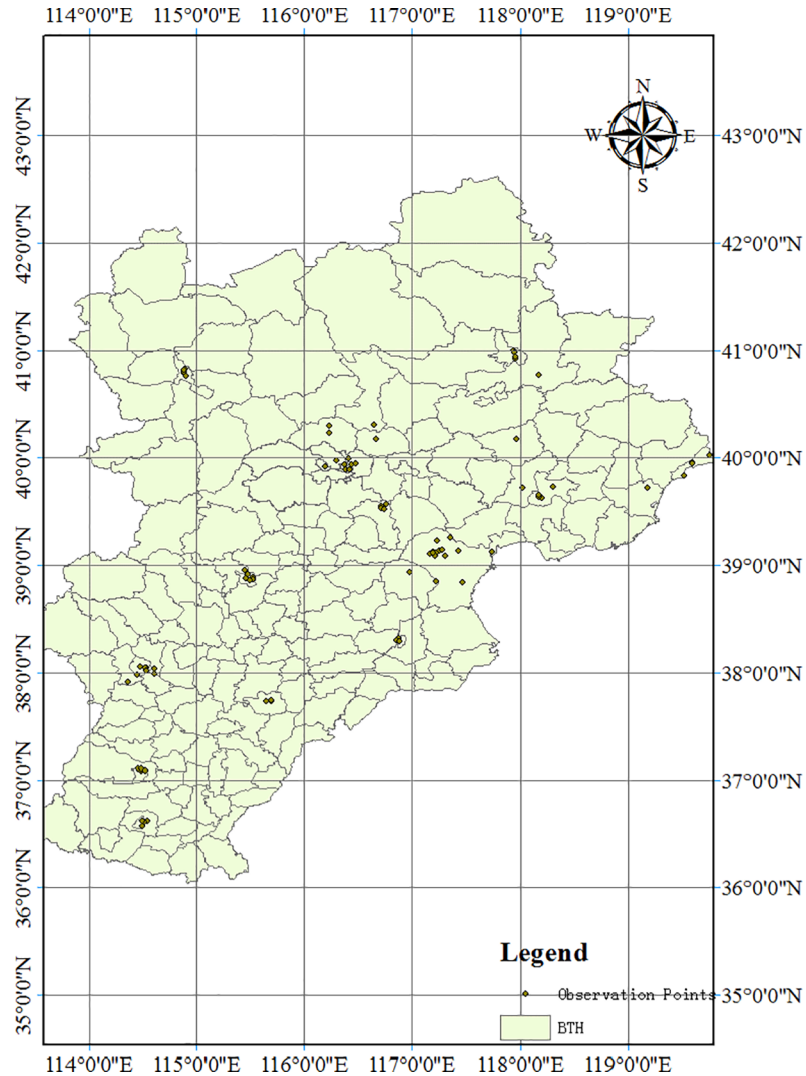 114°0'0"E 115°0'0"E 116°0'0"E 117°0'0"E 118°0'0"E 119°0'0"E
N
W E
S
43°0'0"N 43°0'0"N
42°0'0"N 42°0'0"N
41°0'0"N 41°0'0"N
40°0'0"N 40°0'0"N
39°0'0"N 39°0'0"N
38°0'0"N 38°0'0"N
37°0'0"N 37°0'0"N
36°0'0"N 36°0'0"N
Legend
35°0'0"N Observation Points 35°0'0"N
BTH
114°0'0"E 115°0'0"E 116°0'0"E 117°0'0"E 118°0'0"E 119°0'0"E